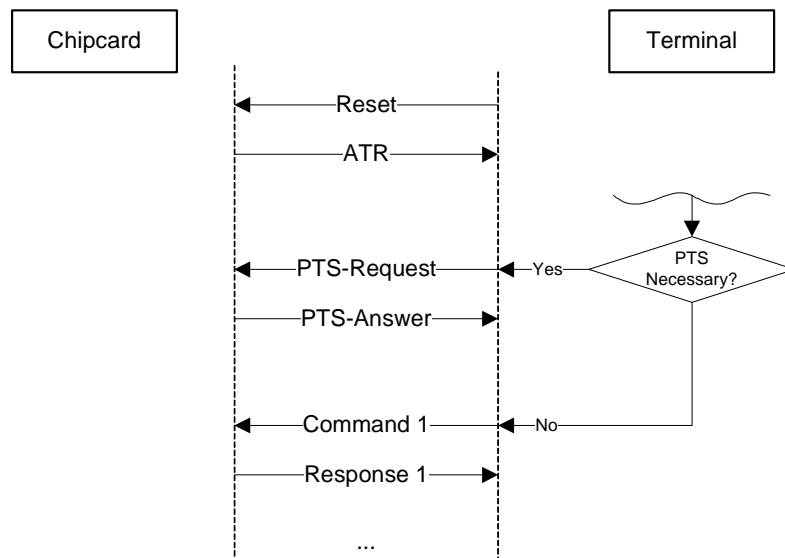 Chipcard
Terminal
Reset
ATR
PTS
Necessary?
PTS-Request
Yes
PTS-Answer
Command 1
No
Response 1
...